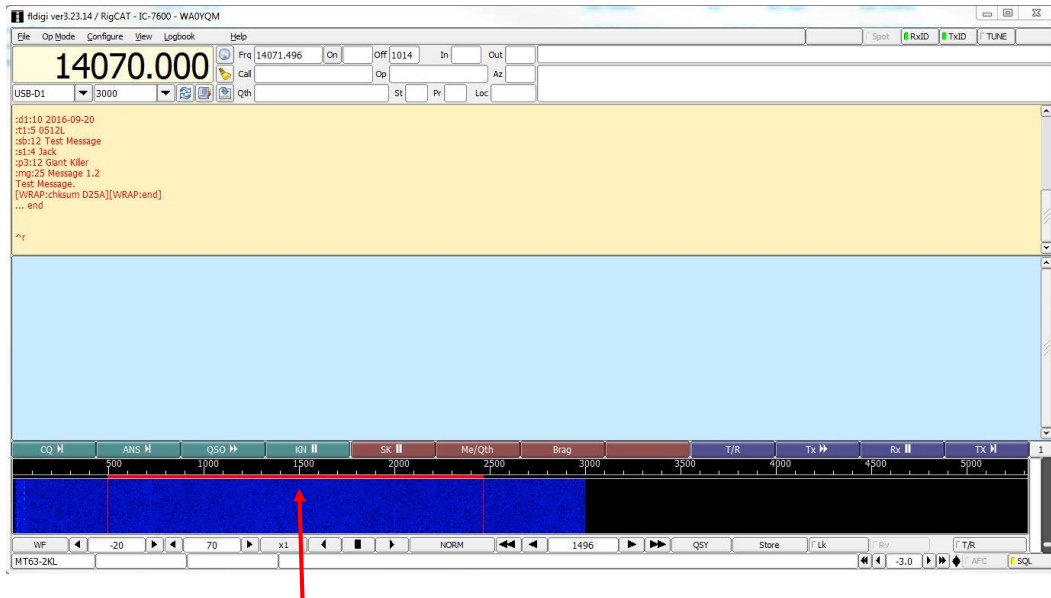 fldigi ver3.23.14 / RigCAT - IC-7600 - WA0YQM
File Op Mode Configure View Logbook Help Spot RxID TxID TUNE
14070.000
Frq 14071.496 On Off 1014 In Out
Call Op Az
USB-D1 3000 Qth St Pr Loc
:d1:10 2016-09-20
:t1:5 0512L
:sb:12 Test Message
:s1:4 Jack
:p3:12 Giant Killer
:mg:25 Message 1.2
Test Message.
[WRAP:chksum D25A][WRAP:end]
... end
^r
CQ ANS QSO KN SK Me/Qth Brag T/R Tx Rx TX 1
500 1000 1500 2000 2500 3000 3500 4000 4500 5000
WF -20 70 x1 NORM 1496 QSY Store Lk Rv T/R
MT63-2KL -3.0 AFC SQL